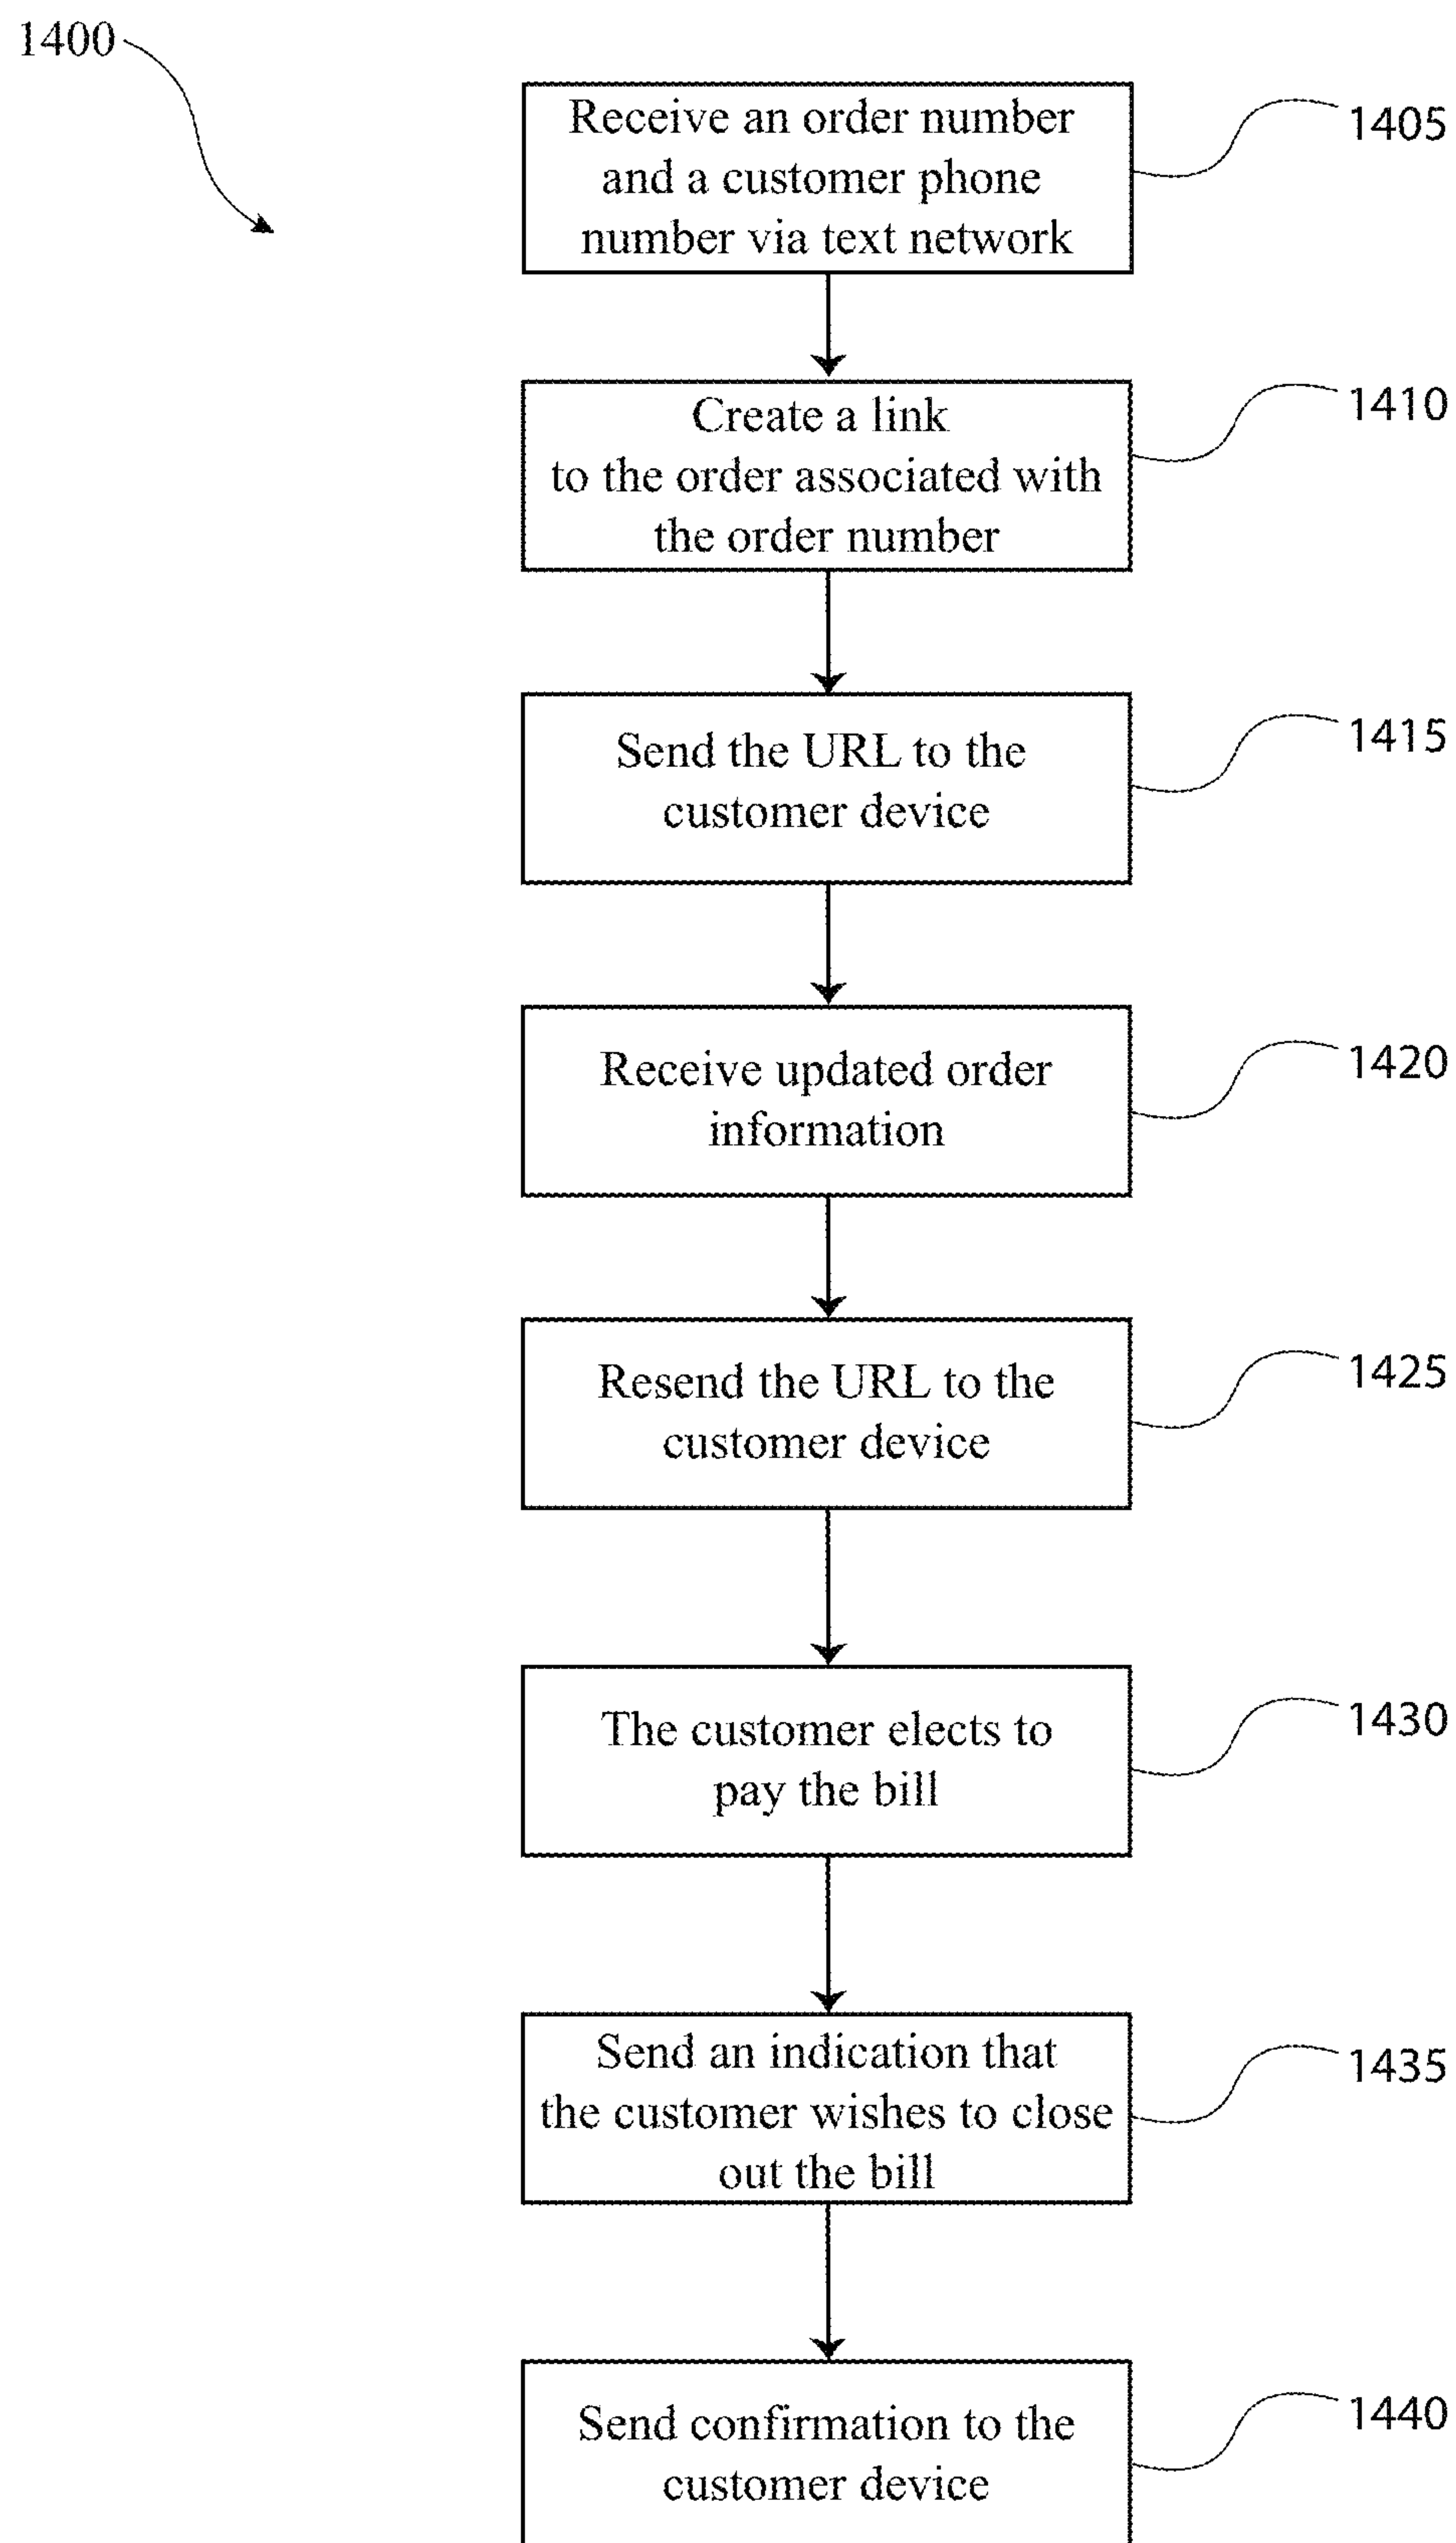 1400
Receive an order number
and a customer phone
number via text network
1405
Create a link
to the order associated with
the order number
1410
Send the URL to the
customer device
1415
Receive updated order
information
1420
Resend the URL to the
customer device
1425
The customer elects to
pay the bill
1430
Send an indication that
the customer wishes to close
out the bill
1435
Send confirmation to the
customer device
1440